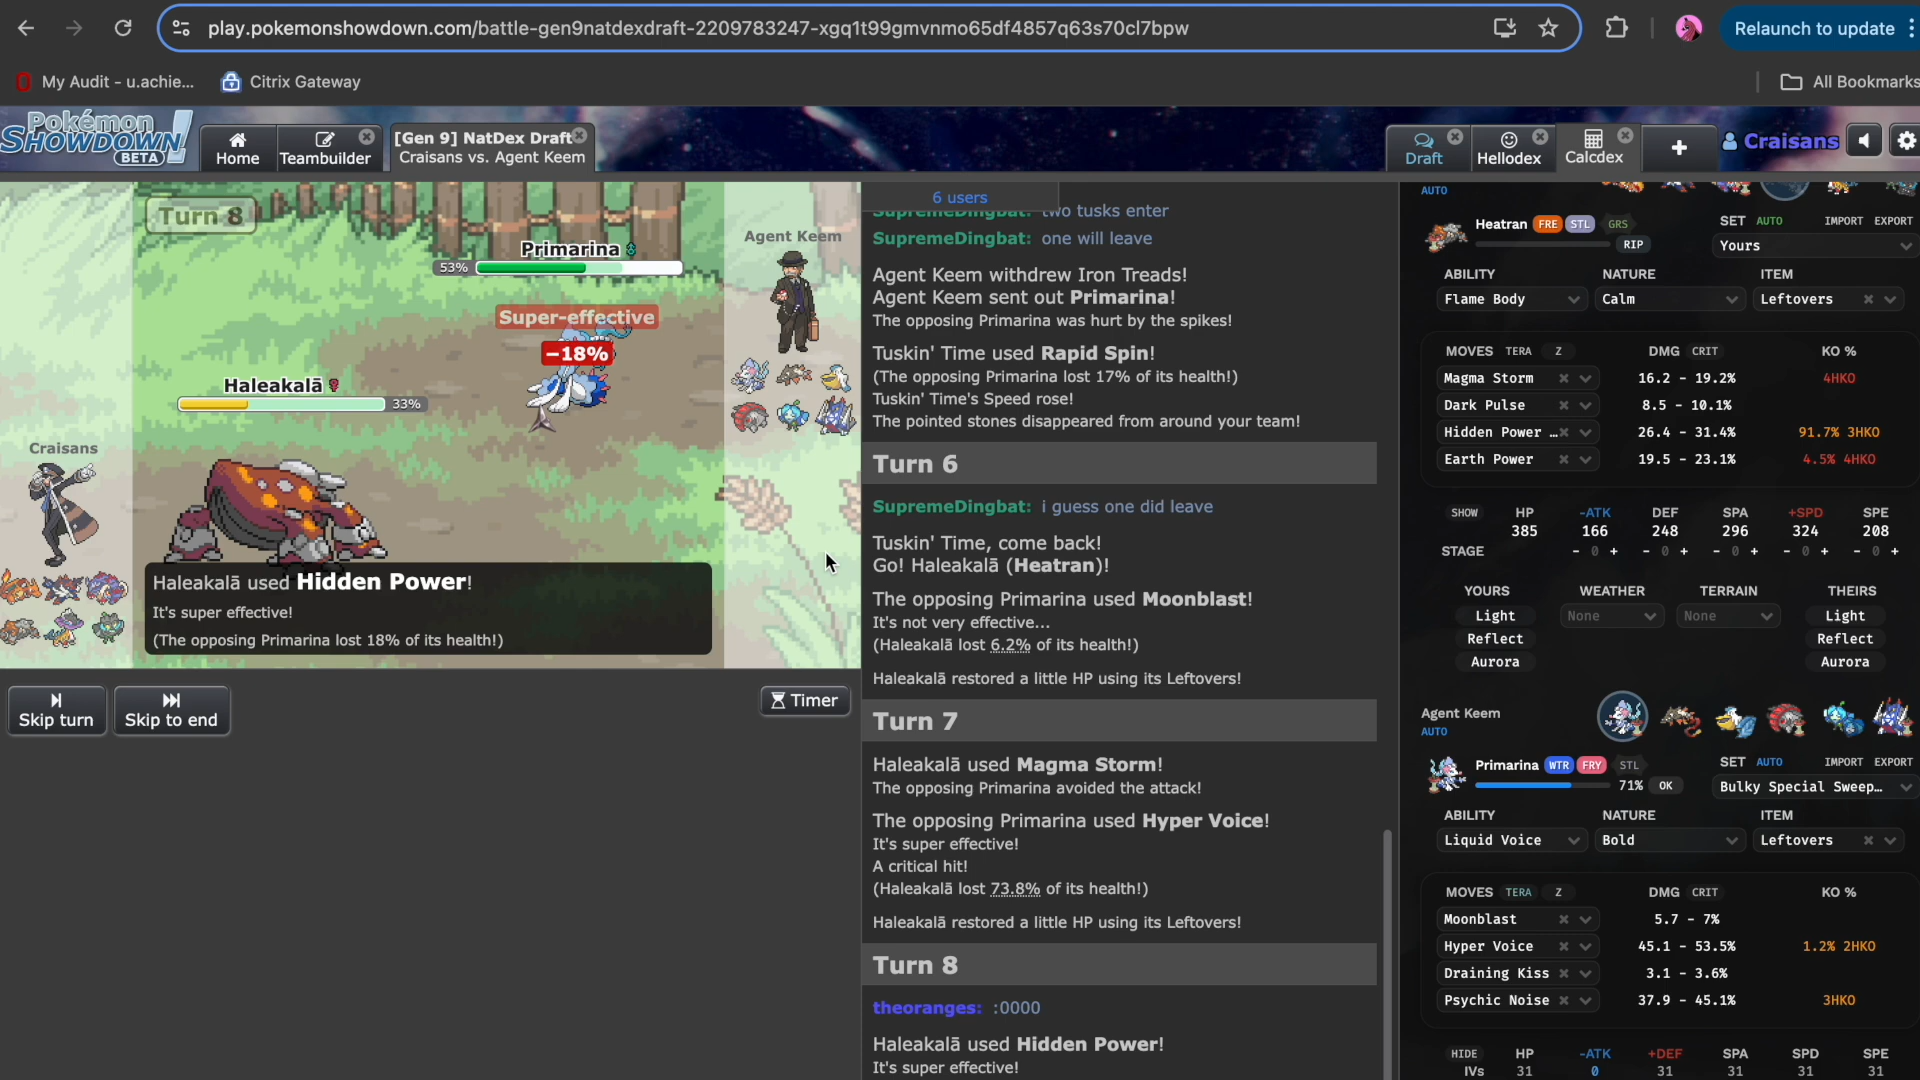 play.pokemonshowdown.com/battle-gen9natdexdraft-2209783247-xgq1t99gmvnmo65df4857q63s70cl7bpw
Relaunch to update
My Audit - u.achie...
Citrix Gateway
All Bookmarks
Pokémon
SHOWDOWN!
BETA
Home
Teambuilder
[Gen 9] NatDex Draft
Craisans vs. Agent Keem
Draft
Hellodex
Calcdex
Craisans
Turn 8
Primarina
53%
Super-effective
−18%
Haleakalā
33%
Agent Keem
Craisans
Haleakalā used Hidden Power!
It's super effective!
(The opposing Primarina lost 18% of its health!)
Skip turn
Skip to end
Timer
6 users
SupremeDingbat: two tusks enter
SupremeDingbat: one will leave
Agent Keem withdrew Iron Treads!
Agent Keem sent out Primarina!
The opposing Primarina was hurt by the spikes!
Tuskin' Time used Rapid Spin!
(The opposing Primarina lost 17% of its health!)
Tuskin' Time's Speed rose!
The pointed stones disappeared from around your team!
Turn 6
SupremeDingbat: i guess one did leave
Tuskin' Time, come back!
Go! Haleakalā (Heatran)!
The opposing Primarina used Moonblast!
It's not very effective...
(Haleakalā lost 6.2% of its health!)
Haleakalā restored a little HP using its Leftovers!
Turn 7
Haleakalā used Magma Storm!
The opposing Primarina avoided the attack!
The opposing Primarina used Hyper Voice!
It's super effective!
A critical hit!
(Haleakalā lost 73.8% of its health!)
Haleakalā restored a little HP using its Leftovers!
Turn 8
theoranges: :0000
Haleakalā used Hidden Power!
It's super effective!
AUTO
Heatran FRE STL GRS
RIP
SET AUTO IMPORT EXPORT
Yours
ABILITY NATURE ITEM
Flame Body Calm Leftovers
MOVES TERA Z DMG CRIT KO %
Magma Storm 16.2 - 19.2% 4HKO
Dark Pulse 8.5 - 10.1%
Hidden Power … 26.4 - 31.4% 91.7% 3HKO
Earth Power 19.5 - 23.1% 4.5% 4HKO
SHOW HP -ATK DEF SPA +SPD SPE
385 166 248 296 324 208
STAGE - 0 + - 0 + - 0 + - 0 + - 0 +
YOURS WEATHER TERRAIN THEIRS
Light None None Light
Reflect Reflect
Aurora Aurora
Agent Keem
AUTO
Primarina WTR FRY STL
71% OK
SET AUTO IMPORT EXPORT
Bulky Special Sweep…
ABILITY NATURE ITEM
Liquid Voice Bold Leftovers
MOVES TERA Z DMG CRIT KO %
Moonblast 5.7 - 7%
Hyper Voice 45.1 - 53.5% 1.2% 2HKO
Draining Kiss 3.1 - 3.6%
Psychic Noise 37.9 - 45.1% 3HKO
HIDE HP -ATK +DEF SPA SPD SPE
IVs 31 0 31 31 31 31